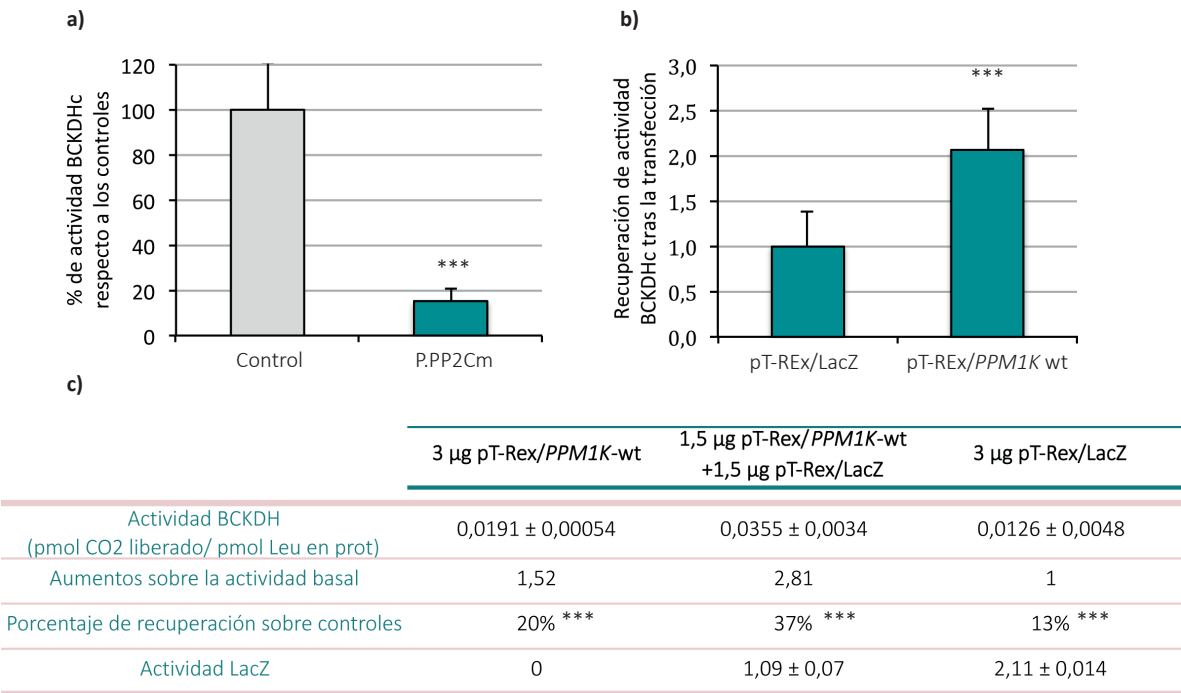 a)
% de actividad BCKDHc
respecto a los controles
120
100
80
60
40
20
0
***
Control
P.PP2Cm
b)
Recuperación de actividad
BCKDHc tras la transfección
3,0
2,5
2,0
1,5
1,0
0,5
0,0
***
pT-REx/LacZ
pT-REx/PPM1K wt
c)
3 µg pT-Rex/PPM1K-wt
1,5 µg pT-Rex/PPM1K-wt
+1,5 µg pT-Rex/LacZ
3 µg pT-Rex/LacZ
Actividad BCKDH
(pmol CO2 liberado/ pmol Leu en prot)
0,0191 ± 0,00054
0,0355 ± 0,0034
0,0126 ± 0,0048
Aumentos sobre la actividad basal
1,52
2,81
1
Porcentaje de recuperación sobre controles
20% ***
37% ***
13% ***
Actividad LacZ
0
1,09 ± 0,07
2,11 ± 0,014